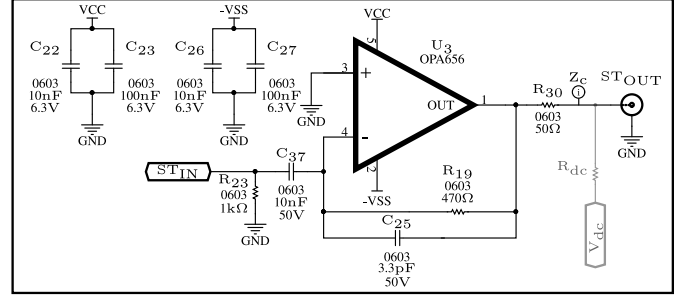 VCC
-VSS
VCC
C22
C23
C26
C27
U3
OPA656
5
3
+
0603
10nF
6.3V
0603
100nF
6.3V
0603
10nF
6.3V
0603
100nF
6.3V
GND
GND
GND
OUT
1
R30
0603
50Ω
Zc
i
STOUT
GND
4
-
2
-VSS
STIN
C37
0603
10nF
50V
R23
0603
1kΩ
GND
R19
0603
470Ω
C25
0603
3.3pF
50V
Rdc
Vdc